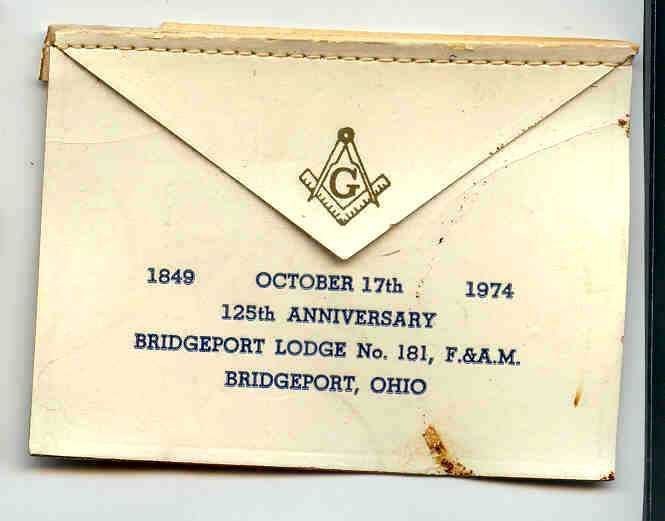 G
1849 OCTOBER 17th 1974
125th ANNIVERSARY
BRIDGEPORT LODGE No. 181, F.&A.M.
BRIDGEPORT, OHIO